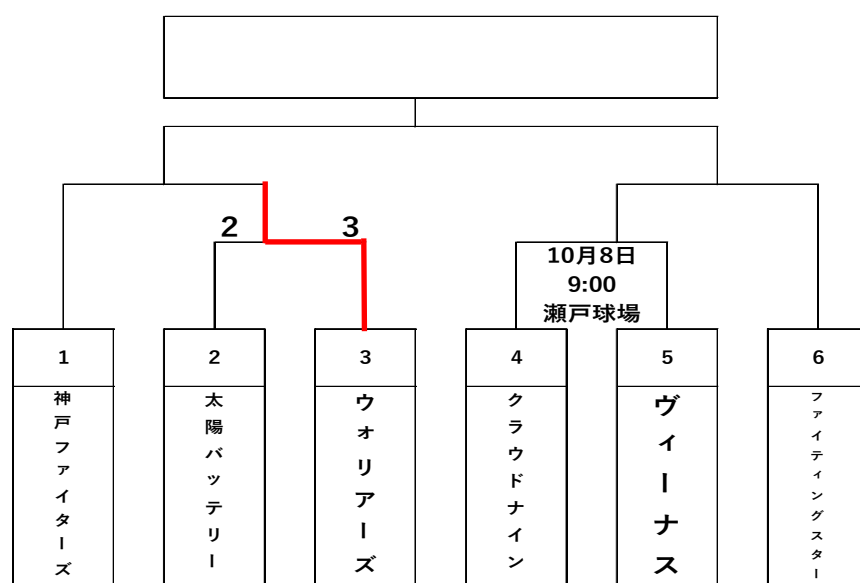 2 3
10月8日
9:00
瀬戸球場
1 2 3 4 5 6
神戸ファイターズ
太陽バッテリー
ウォリアーズ
クラウドナイン
ヴィーナス
ファイティングスター